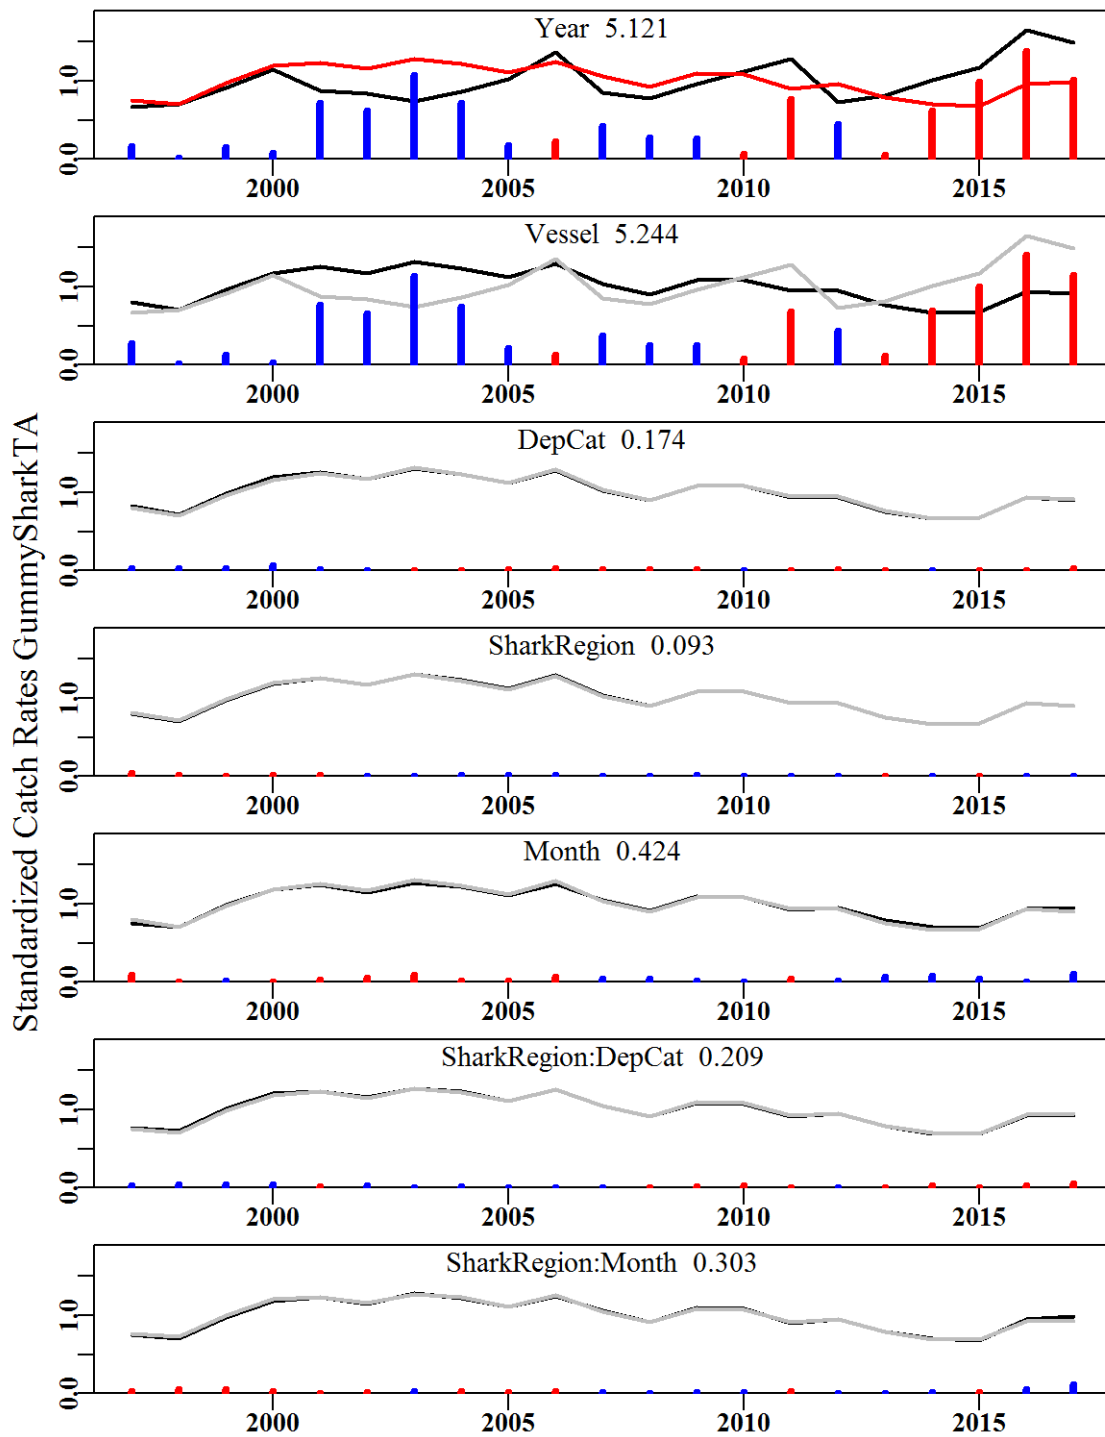 Standardized Catch Rates GummySharkTA
Year 5.121
0.0 1.0
2000 2005 2010 2015
Vessel 5.244
0.0 1.0
2000 2005 2010 2015
DepCat 0.174
0.0 1.0
2000 2005 2010 2015
SharkRegion 0.093
0.0 1.0
2000 2005 2010 2015
Month 0.424
0.0 1.0
2000 2005 2010 2015
SharkRegion:DepCat 0.209
0.0 1.0
2000 2005 2010 2015
SharkRegion:Month 0.303
0.0 1.0
2000 2005 2010 2015